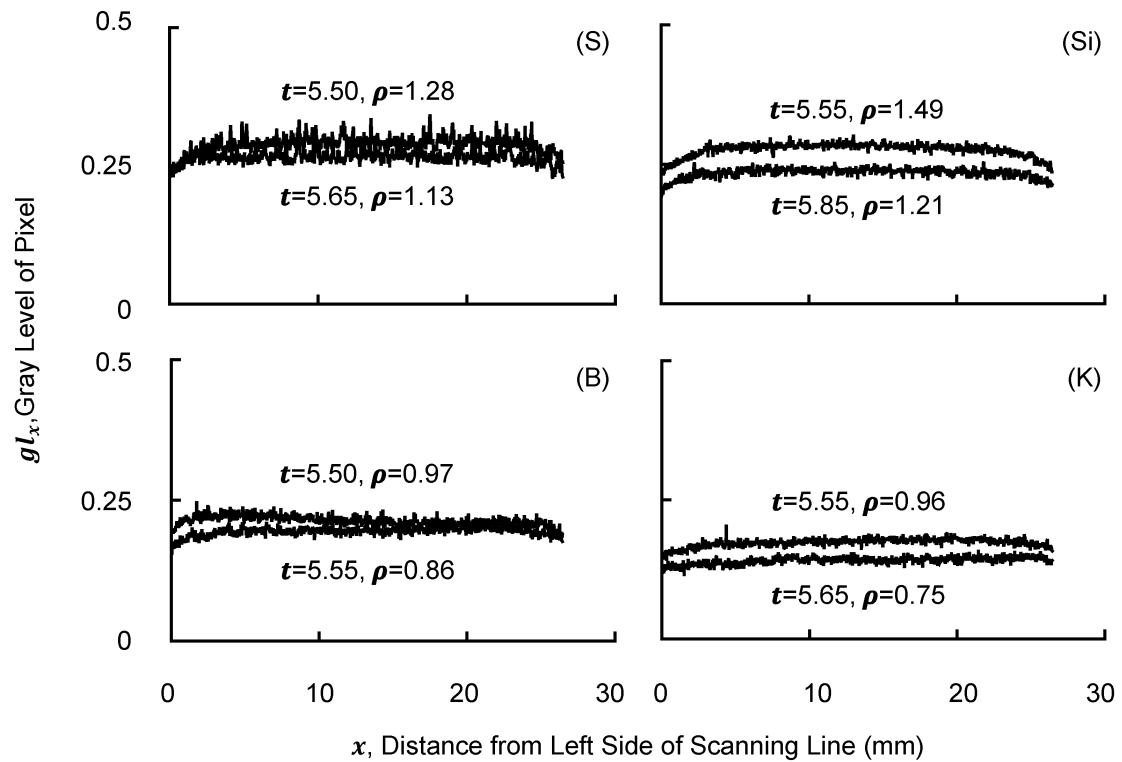 0.5
(S)
(Si)
t=5.50, ρ=1.28
t=5.55, ρ=1.49
0.25
t=5.65, ρ=1.13
t=5.85, ρ=1.21
0
gl_x,Gray Level of Pixel
0.5
(B)
(K)
t=5.50, ρ=0.97
t=5.55, ρ=0.96
0.25
t=5.55, ρ=0.86
t=5.65, ρ=0.75
0
0 10 20 30 0 10 20 30
x, Distance from Left Side of Scanning Line (mm)